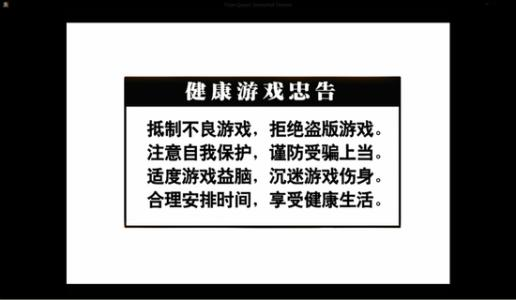 健康游戏忠告
抵制不良游戏，拒绝盗版游戏。
注意自我保护，谨防受骗上当。
适度游戏益脑，沉迷游戏伤身。
合理安排时间，享受健康生活。